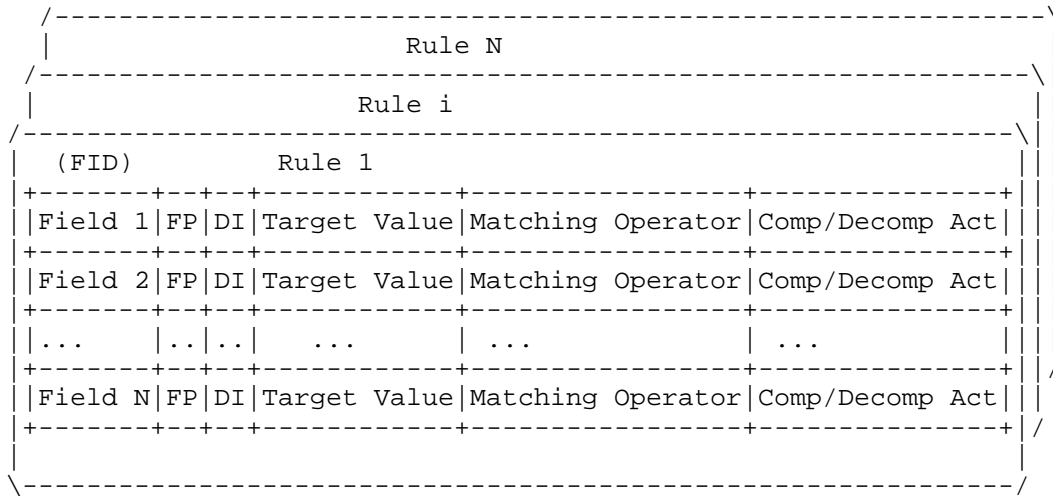 Rule N
Rule i
(FID) Rule 1
Field 1 FP DI Target Value Matching Operator Comp/Decomp Act
Field 2 FP DI Target Value Matching Operator Comp/Decomp Act
... .. .. ... ... ...
Field N FP DI Target Value Matching Operator Comp/Decomp Act